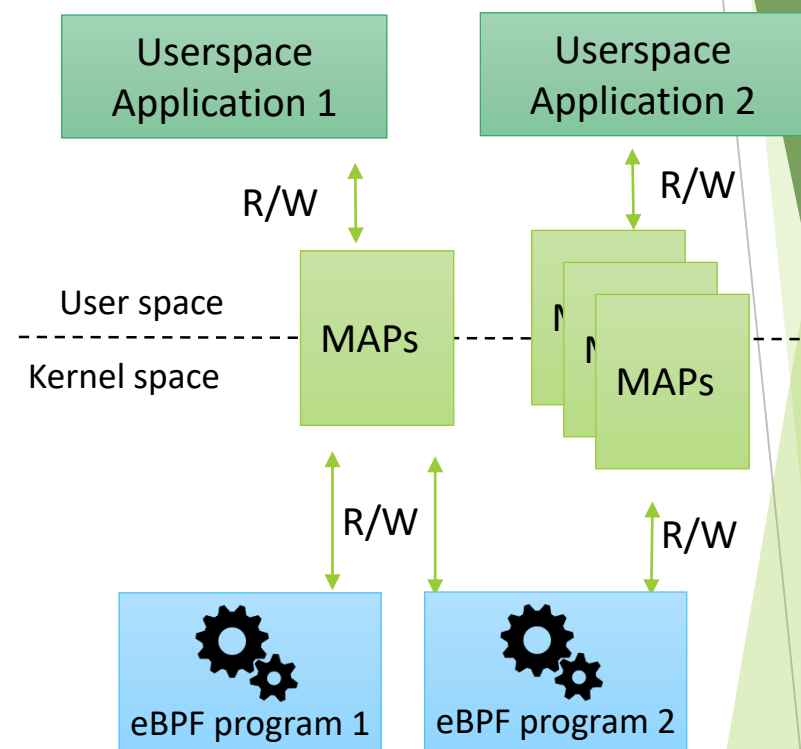 Userspace
Application 1
Userspace
Application 2
R/W
R/W
User space
MAPs
MAPs
Kernel space
R/W
R/W
eBPF program 1
eBPF program 2